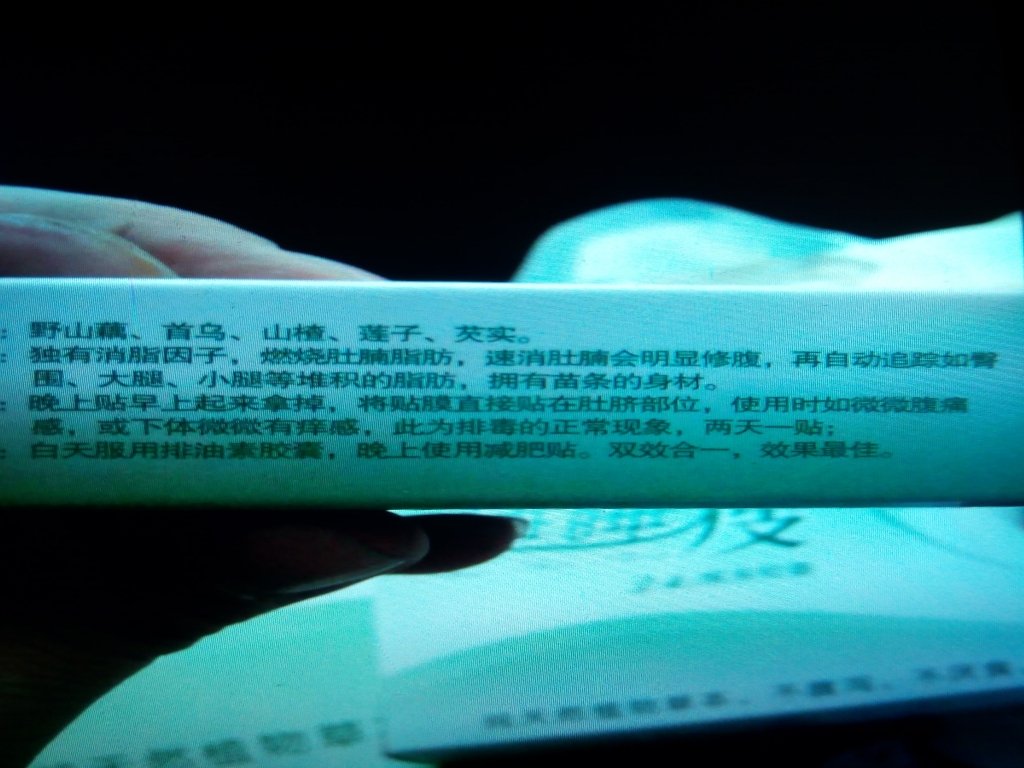 ：野山藕、首乌、山楂、莲子、芡实。
：独有消脂因子，燃烧肚腩脂肪，速消肚腩会明显修腹，再自动追踪如臀
围、大腿、小腿等堆积的脂肪，拥有苗条的身材。
：晚上贴早上起来拿掉，将贴膜直接贴在肚脐部位，使用时如微微腹痛
感，或下体微微有痒感，此为排毒的正常现象，两天一贴；
：白天服用排油素胶囊，晚上使用减肥贴。双效合一，效果最佳。
天然植物草